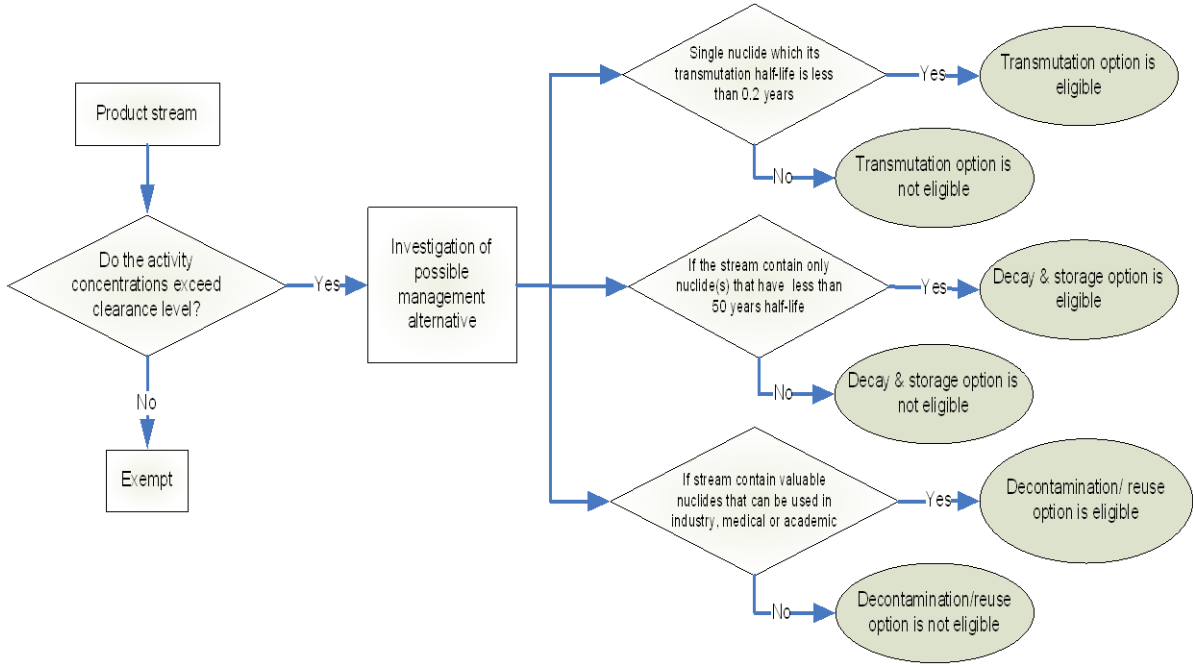 Product stream
Do the activity
concentrations exceed
clearance level?
Yes
No
Exempt
Investigation of
possible
management
alternative
Single nuclide which its
transmutation half-life is less
than 0.2 years
Yes
Transmutation option is
eligible
No
Transmutation option is
not eligible
If the stream contain only
nuclide(s) that have less than
50 years half-life
Yes
Decay & storage option is
eligible
No
Decay & storage option is
not eligible
If stream contain valuable
nuclides that can be used in
industry, medical or academic
Yes
Decontamination/ reuse
option is eligible
No
Decontamination/reuse
option is not eligible